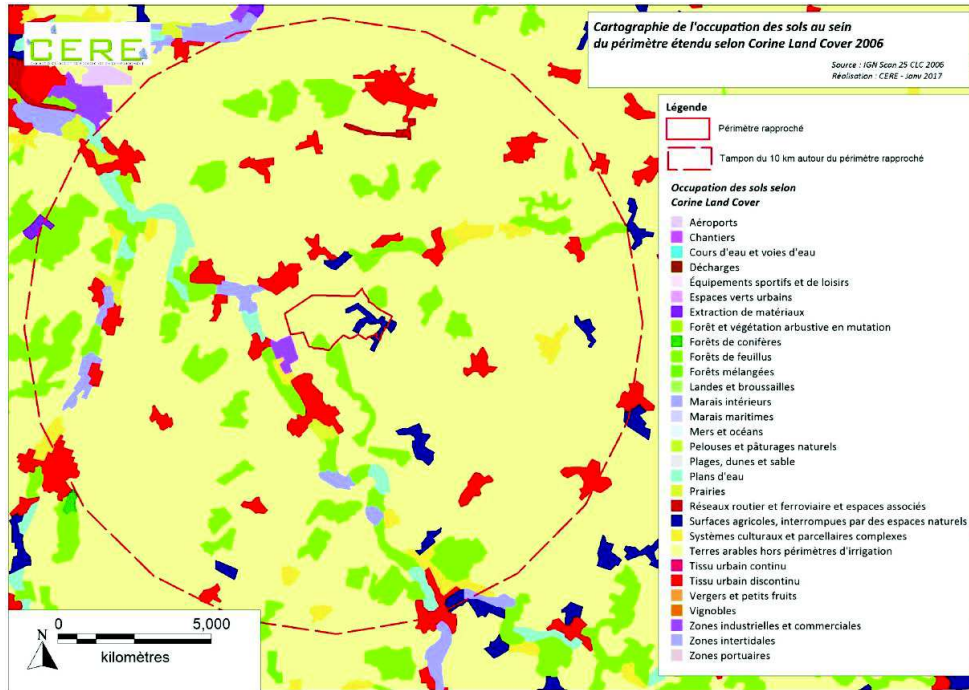 CERE
Cartographie de l'occupation des sols au sein
du périmètre étendu selon Corine Land Cover 2006
Source : IGN Scan 25 CLC 2006
Réalisation : CERE - Janv 2017
Légende
Périmètre rapproché
Tampon du 10 km autour du périmètre rapproché
Occupation des sols selon
Corine Land Cover
Aéroports
Chantiers
Cours d'eau et voies d'eau
Décharges
Équipements sportifs et de loisirs
Espaces verts urbains
Extraction de matériaux
Forêt et végétation arbustive en mutation
Forêts de conifères
Forêts de feuillus
Forêts mélangées
Landes et broussailles
Marais intérieurs
Marais maritimes
Mers et océans
Pelouses et pâturages naturels
Plages, dunes et sable
Plans d'eau
Prairies
Réseaux routier et ferroviaire et espaces associés
Surfaces agricoles, interrompues par des espaces naturels
Systèmes culturaux et parcellaires complexes
Terres arables hors périmètres d'irrigation
Tissu urbain continu
Tissu urbain discontinu
Vergers et petits fruits
Vignobles
Zones industrielles et commerciales
Zones intertidales
Zones portuaires
N
0 5,000
kilomètres